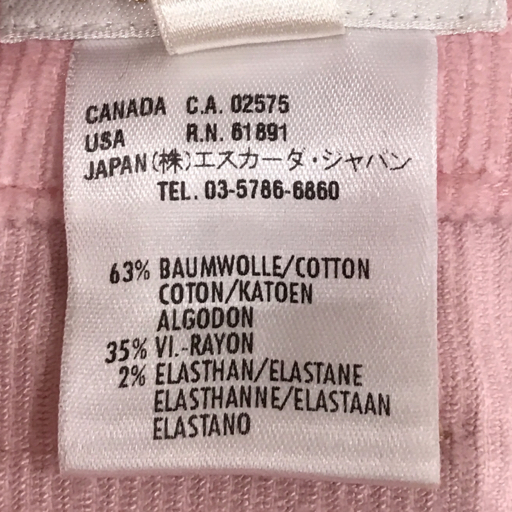 CANADA C.A. 02575
USA R.N. 61891
JAPAN (株)エスカーダ・ジャパン
TEL. 03-5786-6860
63% BAUMWOLLE/COTTON
COTON/KATOEN
ALGODON
35% VI.-RAYON
2% ELASTHAN/ELASTANE
ELASTHANNE/ELASTAAN
ELASTANO